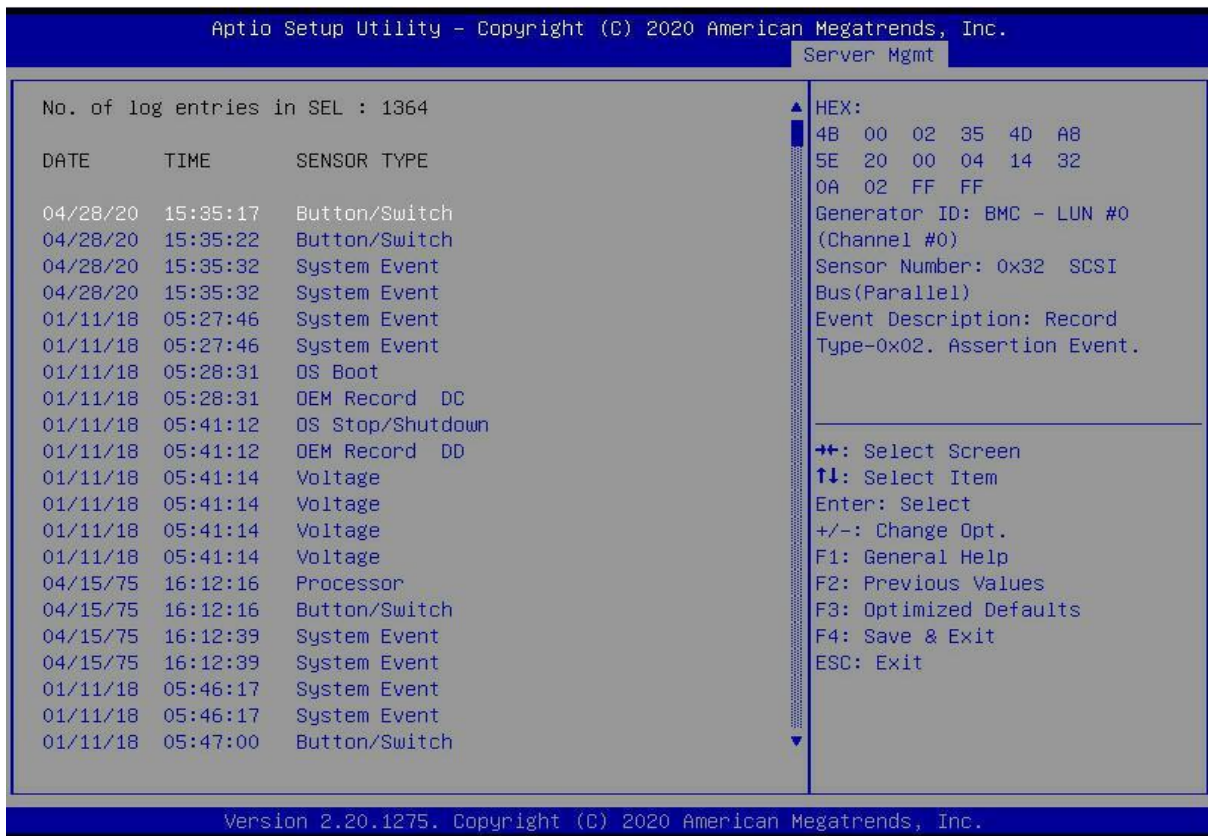 Aptio Setup Utility – Copyright (C) 2020 American Megatrends, Inc.
Server Mgmt
No. of log entries in SEL : 1364
DATE TIME SENSOR TYPE
04/28/20 15:35:17 Button/Switch
04/28/20 15:35:22 Button/Switch
04/28/20 15:35:32 System Event
04/28/20 15:35:32 System Event
01/11/18 05:27:46 System Event
01/11/18 05:27:46 System Event
01/11/18 05:28:31 OS Boot
01/11/18 05:28:31 OEM Record DC
01/11/18 05:41:12 OS Stop/Shutdown
01/11/18 05:41:12 OEM Record DD
01/11/18 05:41:14 Voltage
01/11/18 05:41:14 Voltage
01/11/18 05:41:14 Voltage
01/11/18 05:41:14 Voltage
04/15/75 16:12:16 Processor
04/15/75 16:12:16 Button/Switch
04/15/75 16:12:39 System Event
04/15/75 16:12:39 System Event
01/11/18 05:46:17 System Event
01/11/18 05:46:17 System Event
01/11/18 05:47:00 Button/Switch
HEX:
4B 00 02 35 4D A8
5E 20 00 04 14 32
0A 02 FF FF
Generator ID: BMC – LUN #0
(Channel #0)
Sensor Number: 0x32 SCSI
Bus(Parallel)
Event Description: Record
Type-0x02. Assertion Event.
→←: Select Screen
↑↓: Select Item
Enter: Select
+/-: Change Opt.
F1: General Help
F2: Previous Values
F3: Optimized Defaults
F4: Save & Exit
ESC: Exit
Version 2.20.1275. Copyright (C) 2020 American Megatrends, Inc.